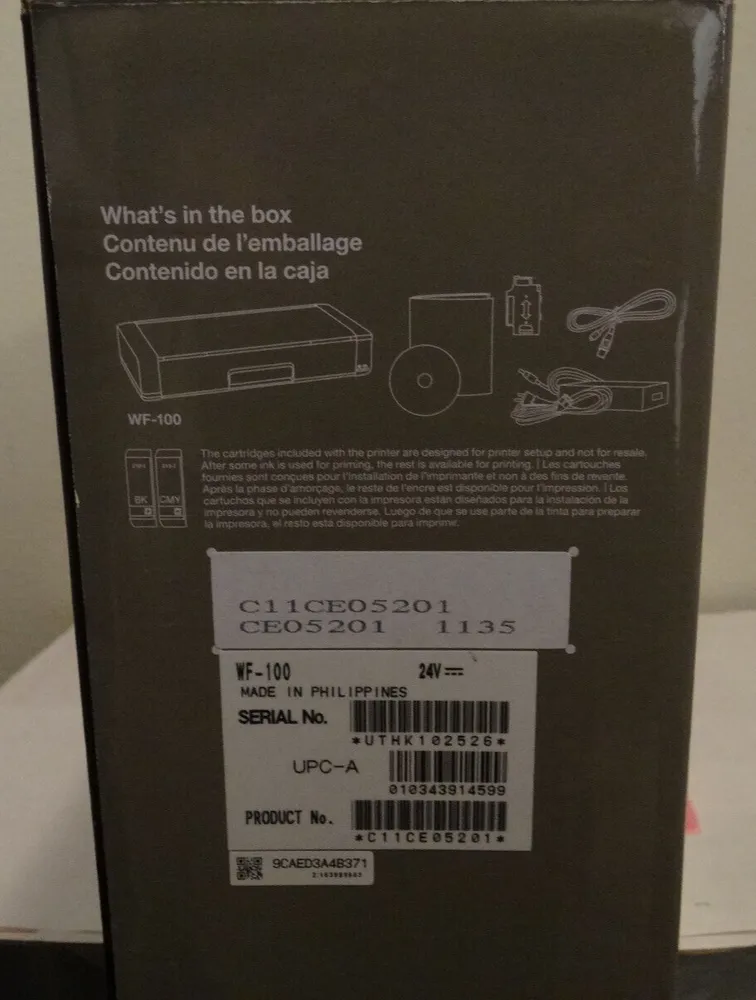 What's in the box
Contenu de l'emballage
Contenido en la caja
WF-100
BK
CMY
The cartridges included with the printer are designed for printer setup and not for resale.
After some ink is used for priming, the rest is available for printing. | Les cartouches
fournies sont conçues pour l'installation de l'imprimante et non à des fins de revente.
Après la phase d'amorçage, le reste de l'encre est disponible pour l'impression. | Los
cartuchos que se incluyen con la impresora están diseñados para la instalación de la
impresora y no pueden revenderse. Luego de que se use parte de la tinta para preparar
la impresora, el resto está disponible para imprimir.
C11CE05201
CE05201 1135
WF-100 24V
MADE IN PHILIPPINES
SERIAL No.
*UTHK102526*
UPC-A
010343914599
PRODUCT No.
*C11CE05201*
9CAED3A4B371